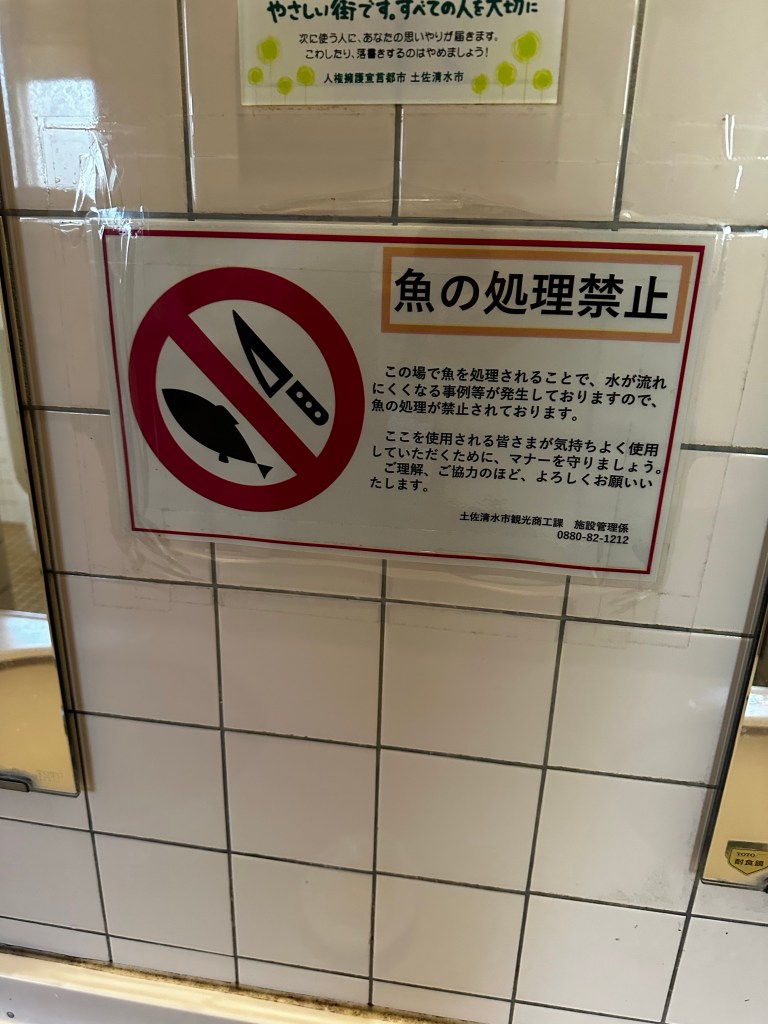 やさしい街です。すべての人を大切に
次に使う人に、あなたの思いやりが届きます。
こわしたり、落書きするのはやめましょう!
人権擁護宣言都市 土佐清水市
魚の処理禁止
この場で魚を処理されることで、水が流れ
にくくなる事例等が発生しておりますので、
魚の処理が禁止されております。
ここを使用される皆さまが気持ちよく使用
していただくために、マナーを守りましょう。
ご理解、ご協力のほど、よろしくお願いい
たします。
土佐清水市観光商工課 施設管理係
0880-82-1212
TOTO
耐食鏡